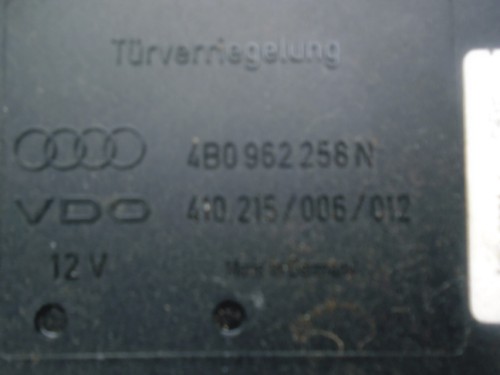 Türverriegelung
4B0 962 258 N
VDO 410.215/006/012
12 V Made in Germany